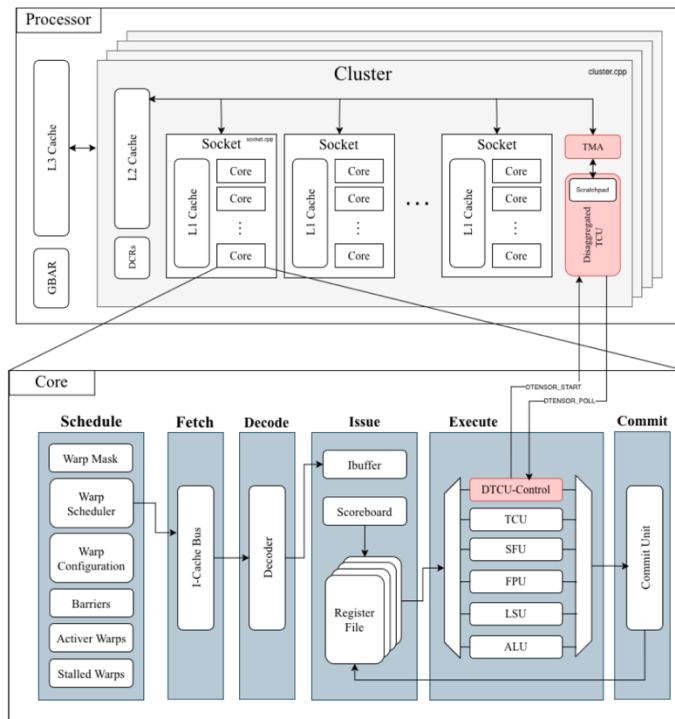 Processor
Cluster
cluster.cpp
L3 Cache
GBAR
L2 Cache
DCRs
Socket
socket.cpp
L1 Cache
Core
Core
Core
Socket
L1 Cache
Core
Core
Core
Socket
L1 Cache
Core
Core
Core
TMA
Scratchpad
Disaggregated
TCU
DTENSOR_START
DTENSOR_POLL
Core
Schedule
Warp Mask
Warp
Scheduler
Warp
Configuration
Barriers
Activer Warps
Stalled Warps
Fetch
I-Cache Bus
Decode
Decoder
Issue
Ibuffer
Scoreboard
Register
File
Execute
DTCU-Control
TCU
SFU
FPU
LSU
ALU
Commit
Commit Unit